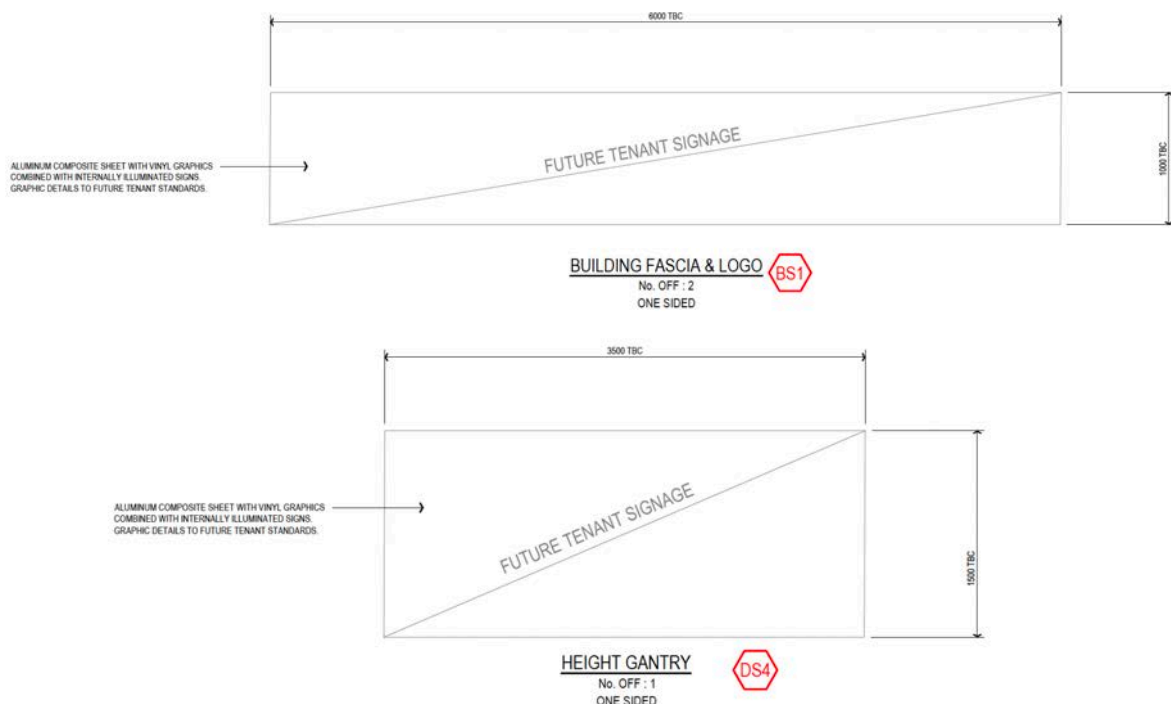 6000 TBC
FUTURE TENANT SIGNAGE
ALUMINUM COMPOSITE SHEET WITH VINYL GRAPHICS
COMBINED WITH INTERNALLY ILLUMINATED SIGNS.
GRAPHIC DETAILS TO FUTURE TENANT STANDARDS.
1000 TBC
BUILDING FASCIA & LOGO
BS1
No. OFF : 2
ONE SIDED
3500 TBC
FUTURE TENANT SIGNAGE
ALUMINUM COMPOSITE SHEET WITH VINYL GRAPHICS
COMBINED WITH INTERNALLY ILLUMINATED SIGNS.
GRAPHIC DETAILS TO FUTURE TENANT STANDARDS.
1500 TBC
HEIGHT GANTRY
DS4
No. OFF : 1
ONE SIDED